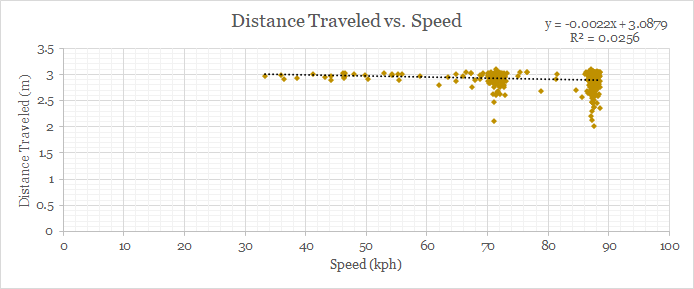 Distance Traveled vs. Speed
y = -0.0022x + 3.0879
R² = 0.0256
Distance Traveled (m)
3.5
3
2.5
2
1.5
1
0.5
0
0 10 20 30 40 50 60 70 80 90 100
Speed (kph)